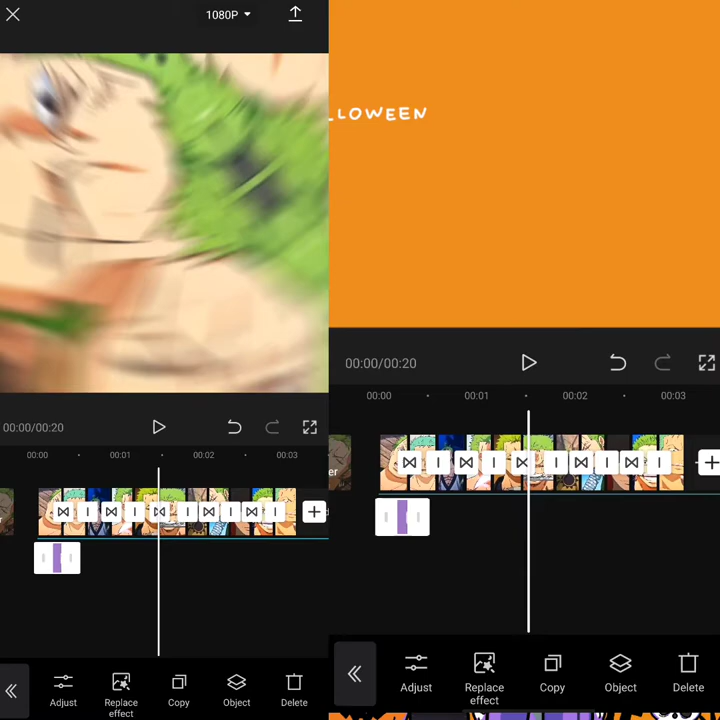 1080P
LLOWEEN
00:00/00:20
00:00
00:01
00:02
00:03
Adjust
Replace
effect
Copy
Object
Delete
00:00/00:20
00:00
00:01
00:02
00:03
er
Adjust
Replace
effect
Copy
Object
Delete